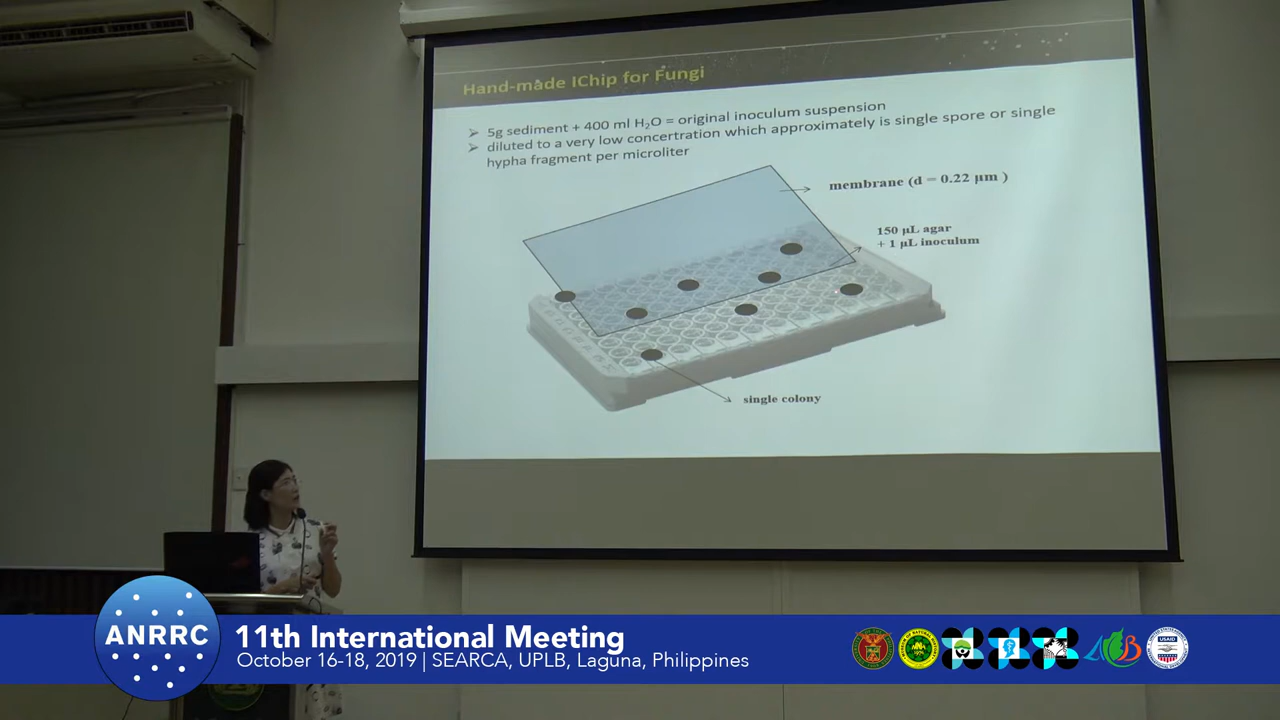 Hand-made IChip for Fungi
➢ 5g sediment + 400 ml H₂O = original inoculum suspension
➢ diluted to a very low concertration which approximately is single spore or single
hypha fragment per microliter
membrane (d = 0.22 μm )
150 μL agar
+ 1 μL inoculum
single colony
ANRRC
11th International Meeting
October 16-18, 2019 | SEARCA, UPLB, Laguna, Philippines
USAID